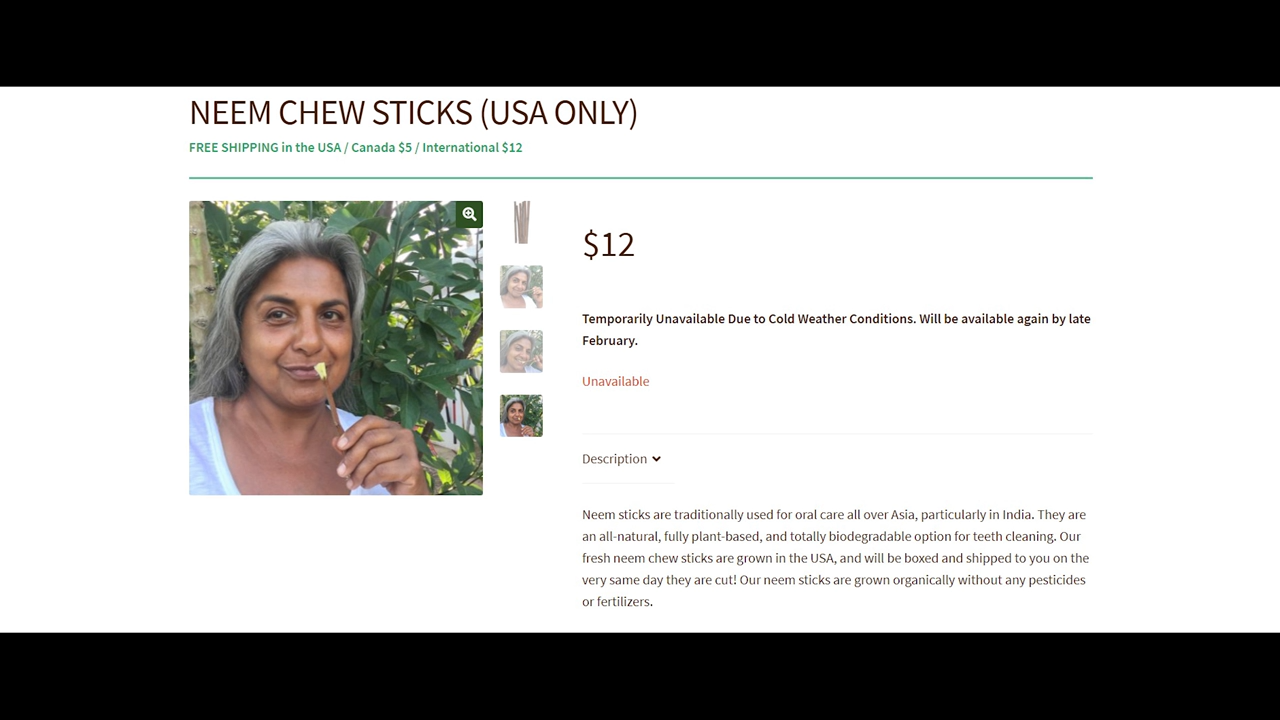 NEEM CHEW STICKS (USA ONLY)
FREE SHIPPING in the USA / Canada $5 / International $12
$12
Temporarily Unavailable Due to Cold Weather Conditions. Will be available again by late
February.
Unavailable
Description
Neem sticks are traditionally used for oral care all over Asia, particularly in India. They are
an all-natural, fully plant-based, and totally biodegradable option for teeth cleaning. Our
fresh neem chew sticks are grown in the USA, and will be boxed and shipped to you on the
very same day they are cut! Our neem sticks are grown organically without any pesticides
or fertilizers.